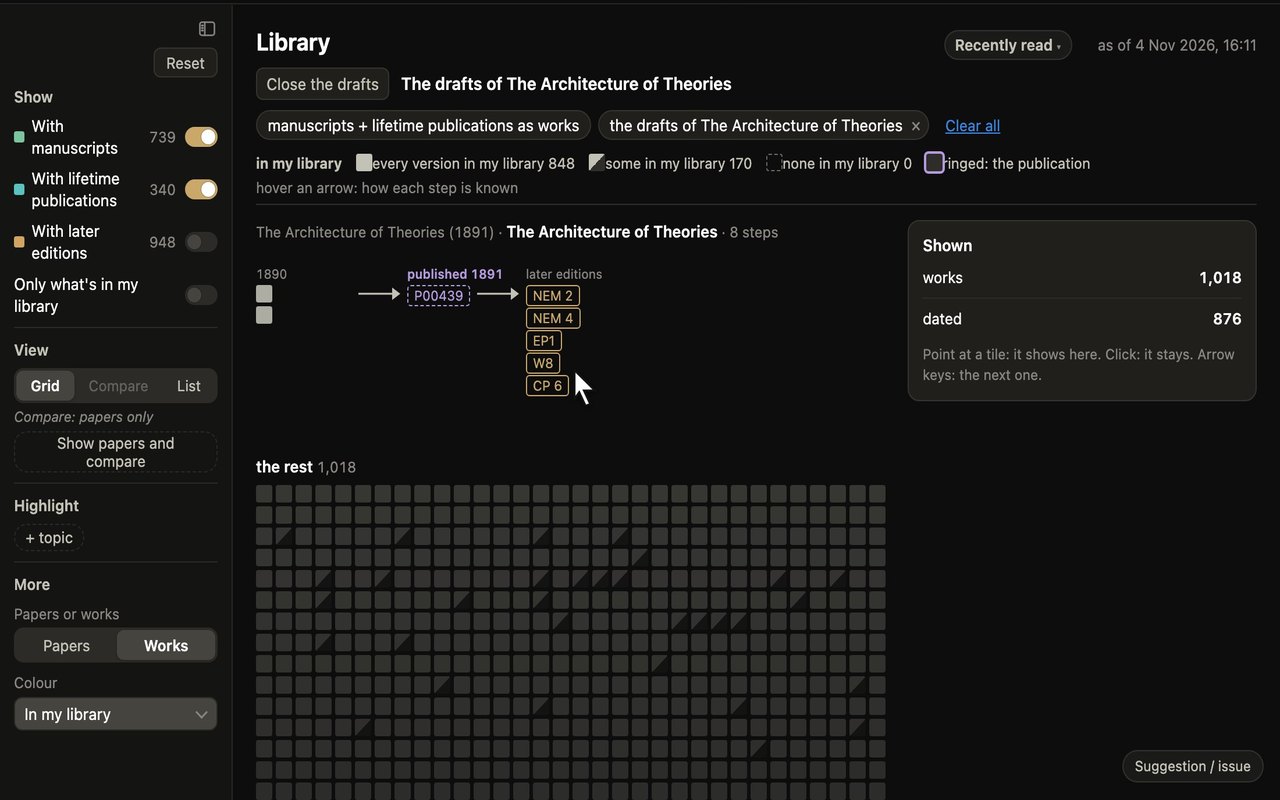 Library
Recently read
as of 4 Nov 2026, 16:11
Reset
Close the drafts
The drafts of The Architecture of Theories
Show
With manuscripts 739
With lifetime publications 340
With later editions 948
Only what's in my library
manuscripts + lifetime publications as works
the drafts of The Architecture of Theories ×
Clear all
in my library
every version in my library 848
some in my library 170
none in my library 0
ringed: the publication
hover an arrow: how each step is known
The Architecture of Theories (1891) · The Architecture of Theories · 8 steps
1890
published 1891
P00439
later editions
NEM 2
NEM 4
EP1
W8
CP 6
Shown
works 1,018
dated 876
Point at a tile: it shows here. Click: it stays. Arrow
keys: the next one.
View
Grid
Compare
List
Compare: papers only
Show papers and
compare
Highlight
+ topic
More
Papers or works
Papers
Works
Colour
In my library
the rest 1,018
Suggestion / issue